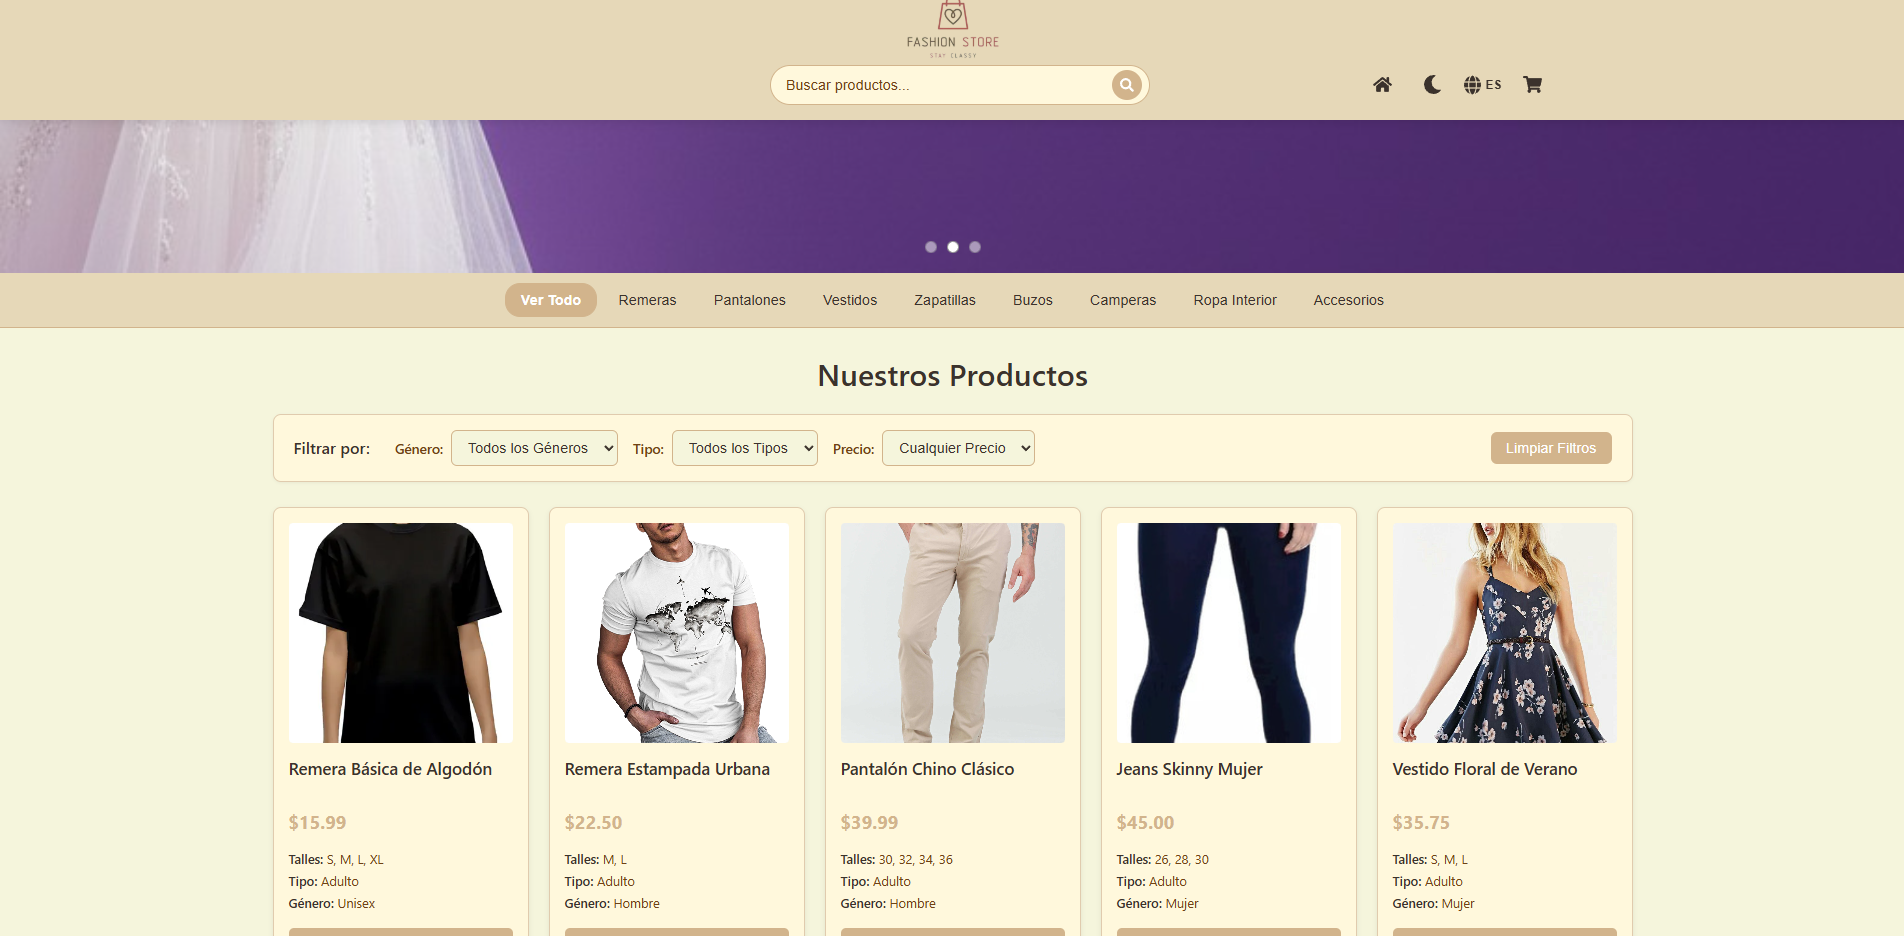 FASHION STORE
STAY CLASSY
Buscar productos...
ES
Ver Todo
Remeras
Pantalones
Vestidos
Zapatillas
Buzos
Camperas
Ropa Interior
Accesorios
Nuestros Productos
Filtrar por:
Género:
Todos los Géneros
Tipo:
Todos los Tipos
Precio:
Cualquier Precio
Limpiar Filtros
Remera Básica de Algodón
$15.99
Talles: S, M, L, XL
Tipo: Adulto
Género: Unisex
Remera Estampada Urbana
$22.50
Talles: M, L
Tipo: Adulto
Género: Hombre
Pantalón Chino Clásico
$39.99
Talles: 30, 32, 34, 36
Tipo: Adulto
Género: Hombre
Jeans Skinny Mujer
$45.00
Talles: 26, 28, 30
Tipo: Adulto
Género: Mujer
Vestido Floral de Verano
$35.75
Talles: S, M, L
Tipo: Adulto
Género: Mujer